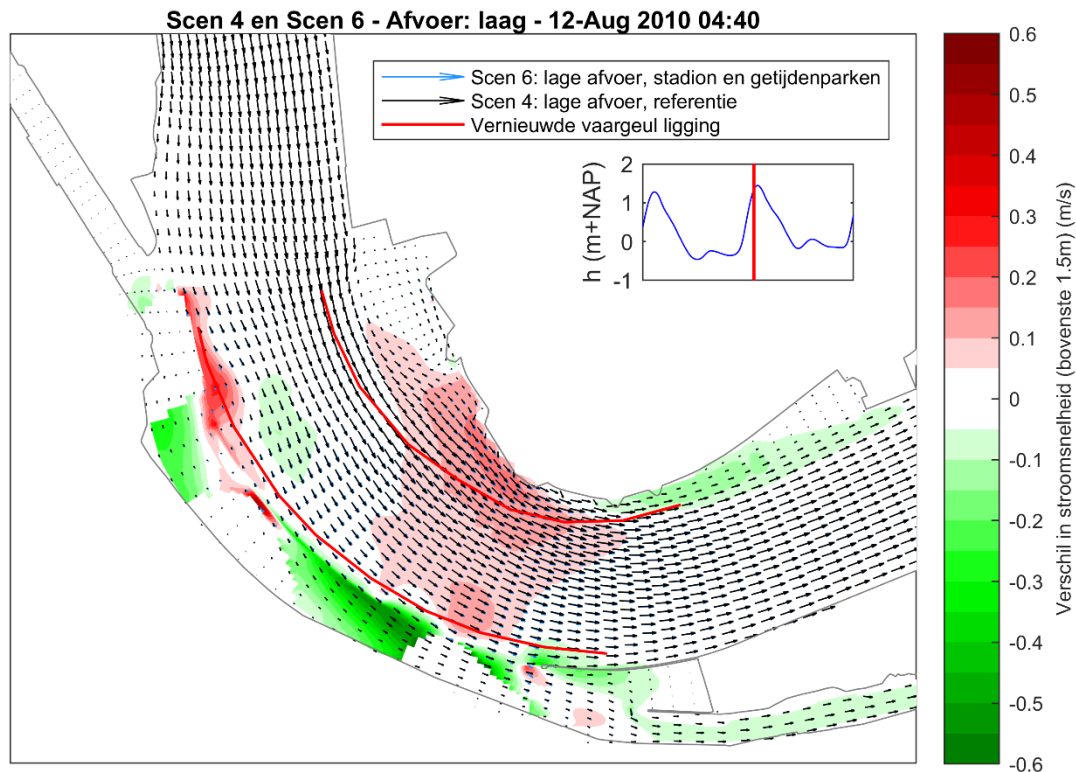 Scen 4 en Scen 6 - Afvoer: laag - 12-Aug 2010 04:40
Scen 6: lage afvoer, stadion en getijdenparken
Scen 4: lage afvoer, referentie
Vernieuwde vaargeul ligging
h (m+NAP)
2
1
0
-1
0.6
0.5
0.4
0.3
0.2
0.1
0
-0.1
-0.2
-0.3
-0.4
-0.5
-0.6
Verschil in stroomsnelheid (bovenste 1.5m) (m/s)